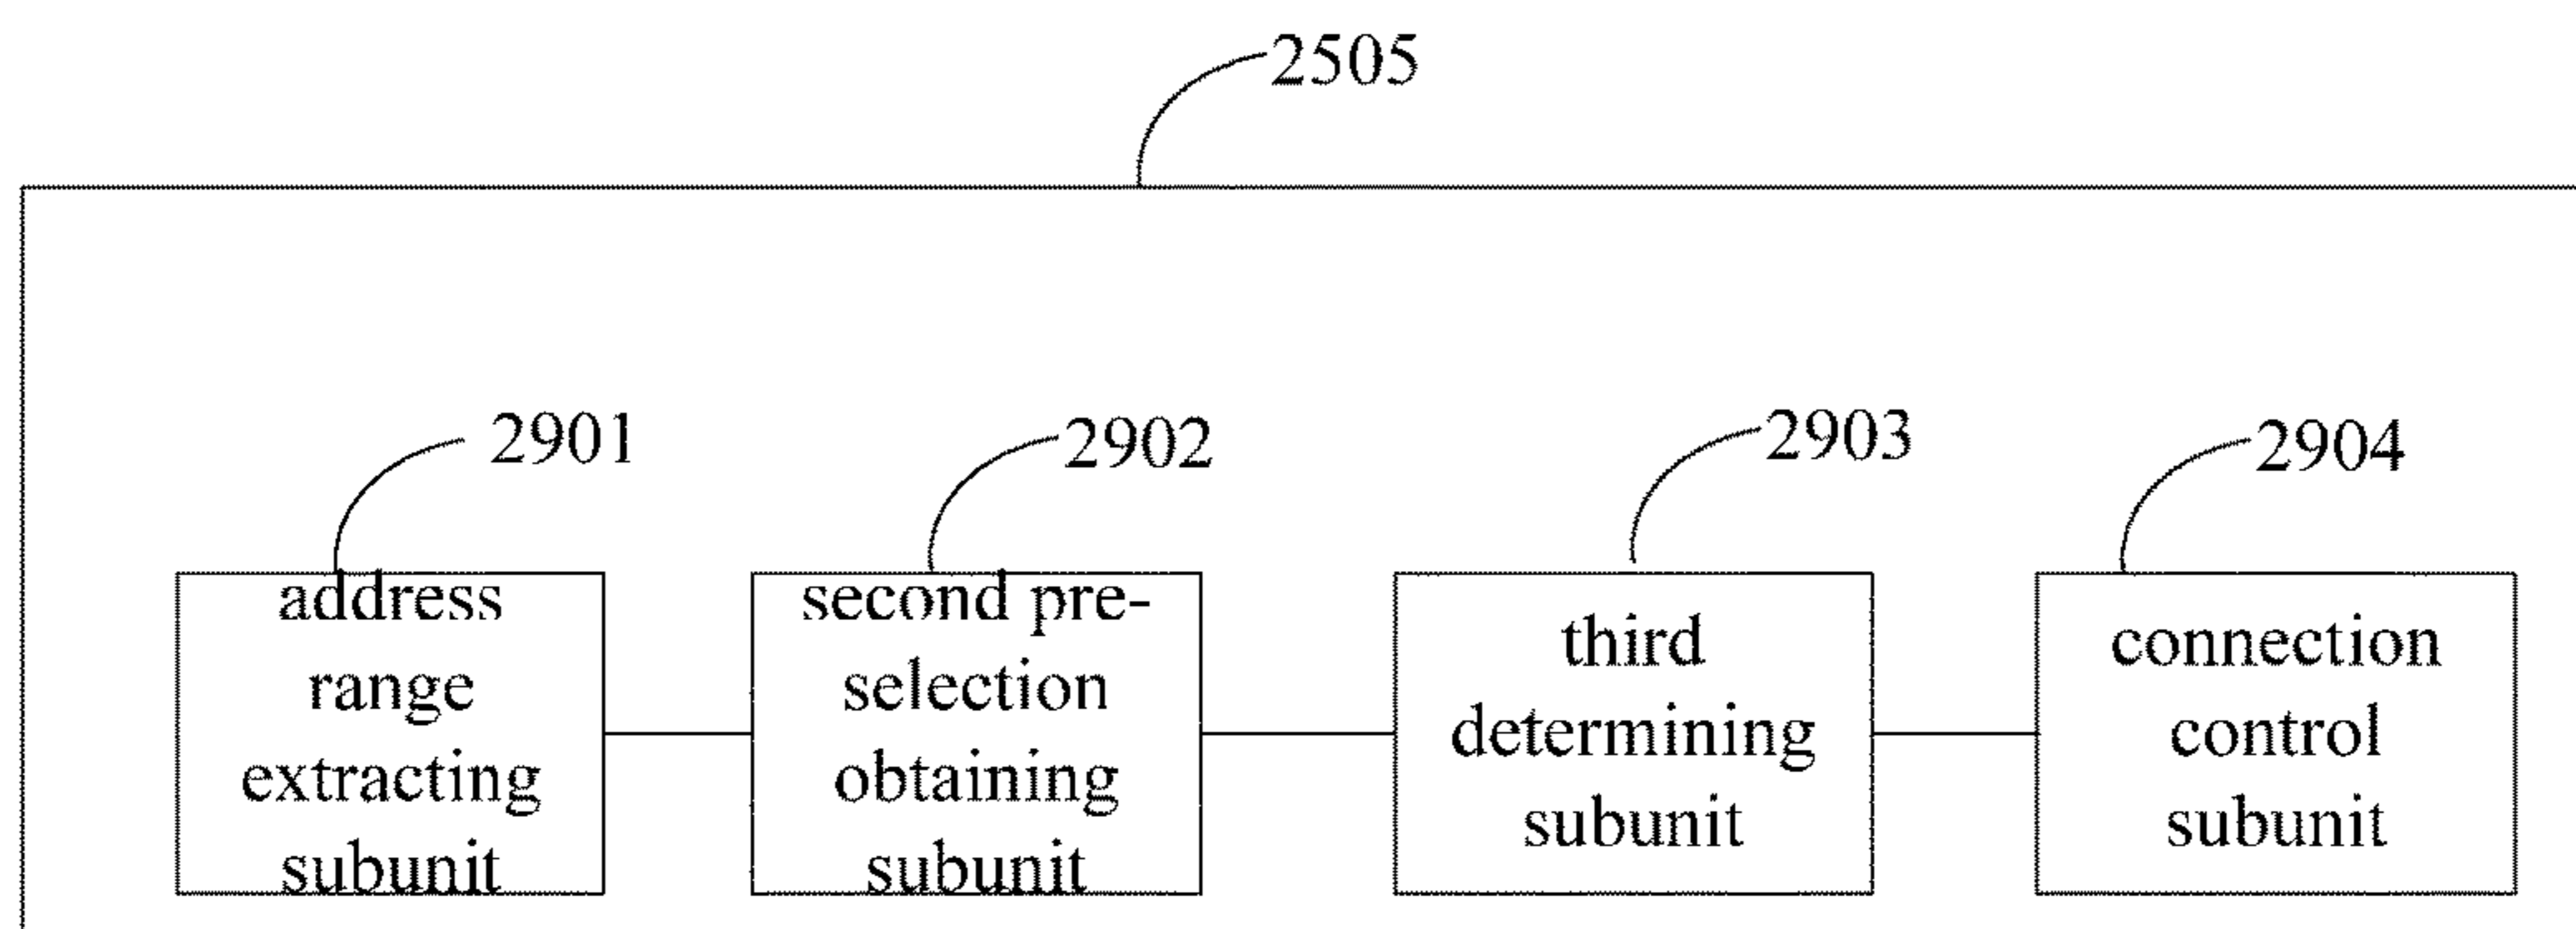 2505
2901
2902
2903
2904
address
range
extracting
subunit
second pre-
selection
obtaining
subunit
third
determining
subunit
connection
control
subunit